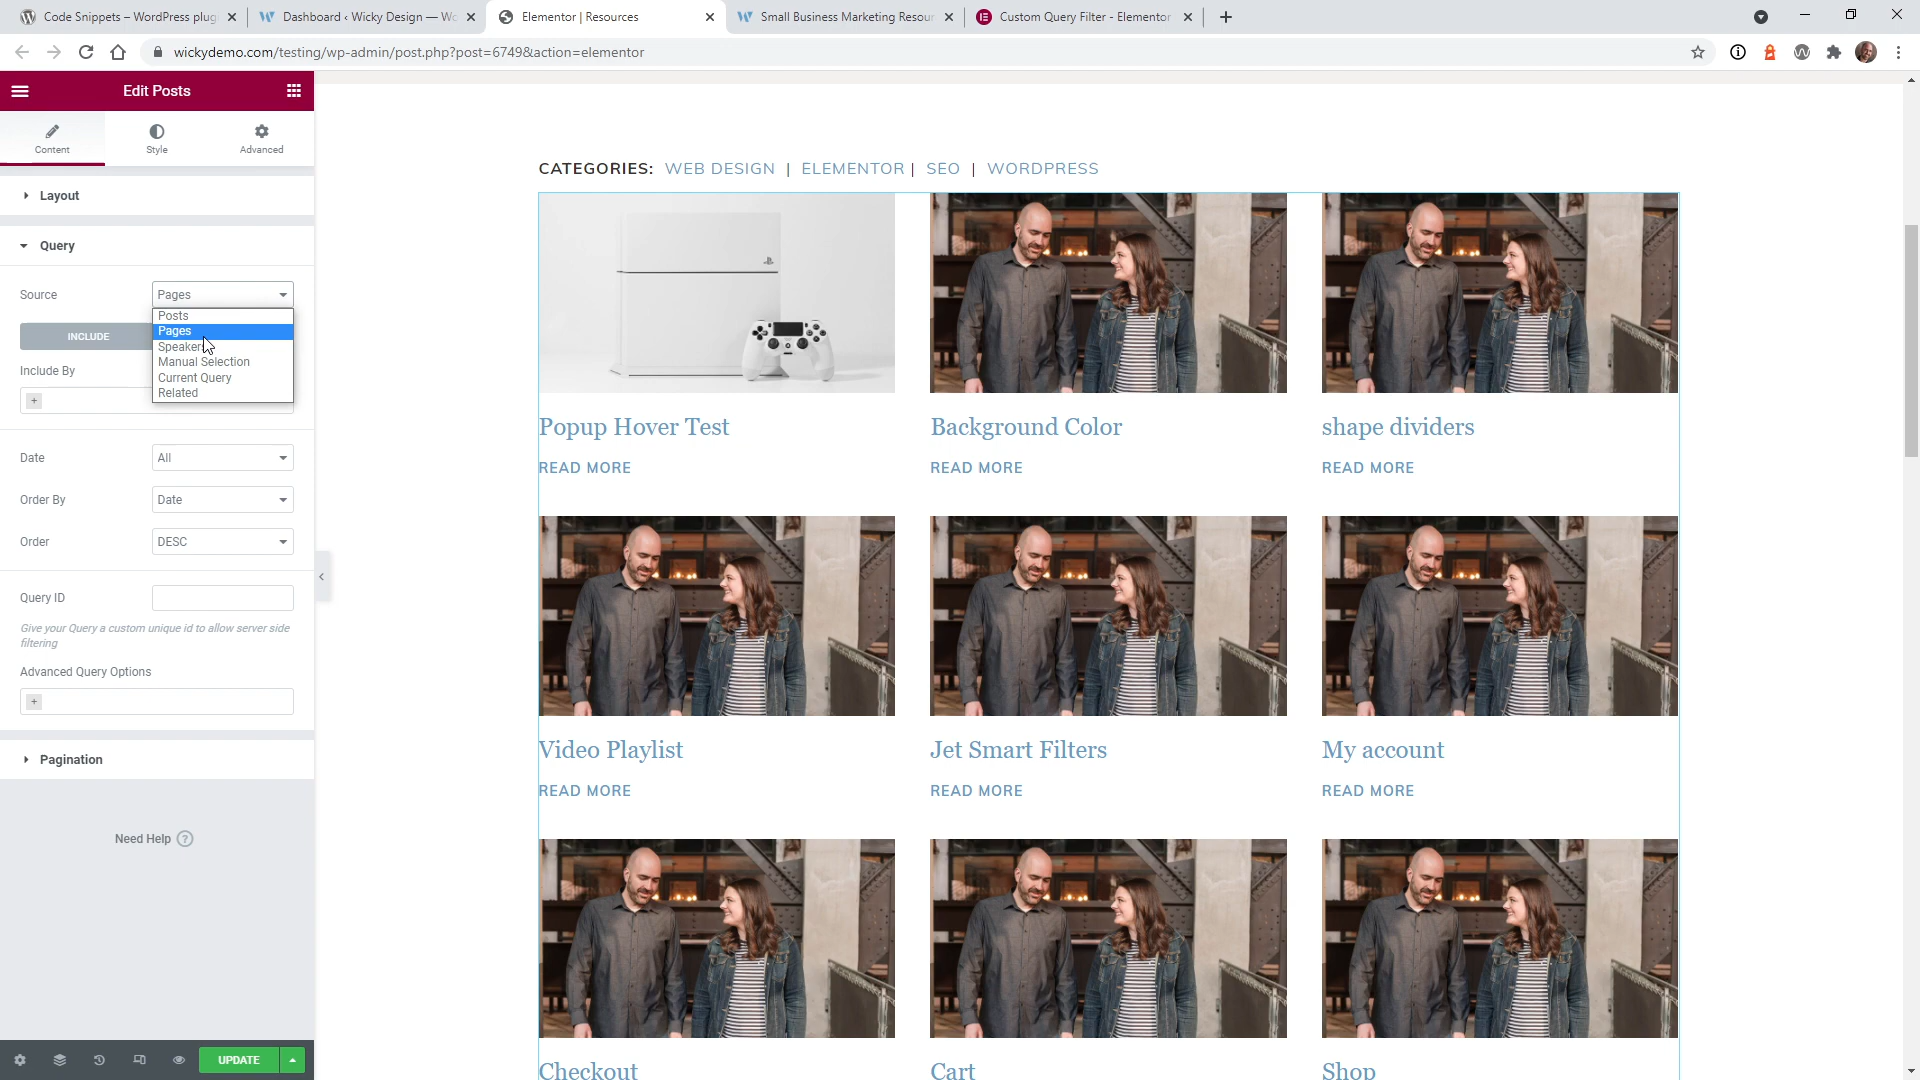 Code Snippets – WordPress plug
Dashboard ‹ Wicky Design — Wo
Elementor | Resources
Small Business Marketing Resour
Custom Query Filter - Elementor
wickydemo.com/testing/wp-admin/post.php?post=6749&action=elementor
Edit Posts
Content
Style
Advanced
Layout
Query
Source
Pages
Posts
Pages
Speakers
Manual Selection
Current Query
Related
INCLUDE
Include By
+
Date
All
Order By
Date
Order
DESC
Query ID
Give your Query a custom unique id to allow server side
filtering
Advanced Query Options
+
Pagination
Need Help ?
UPDATE
CATEGORIES: WEB DESIGN | ELEMENTOR | SEO | WORDPRESS
Popup Hover Test
READ MORE
Background Color
READ MORE
shape dividers
READ MORE
Video Playlist
READ MORE
Jet Smart Filters
READ MORE
My account
READ MORE
Checkout
Cart
Shop